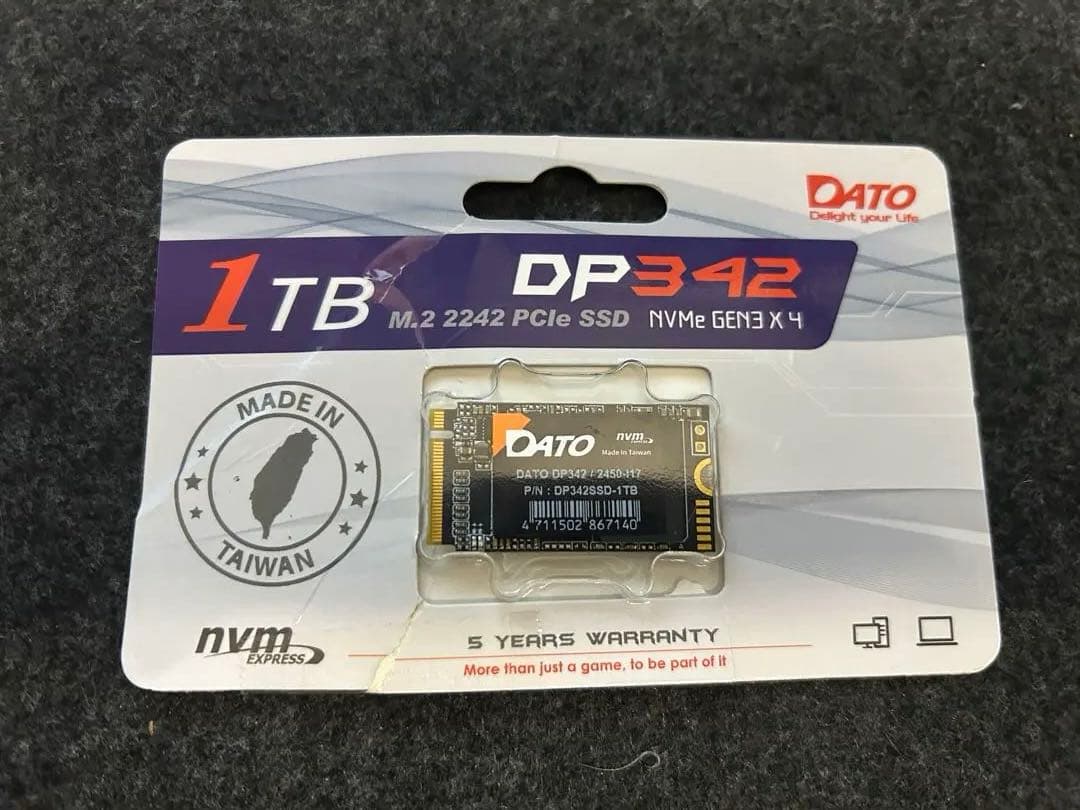 DATO
Delight your Life
1TB
DP342
M.2 2242 PCIe SSD NVMe GEN3 X 4
MADE IN
TAIWAN
DATO
nvm
EXPRESS
Made in Taiwan
DATO DP342 / 2450-I17
P/N : DP342SSD-1TB
4 711502 867140
nvm
EXPRESS
5 YEARS WARRANTY
More than just a game, to be part of it